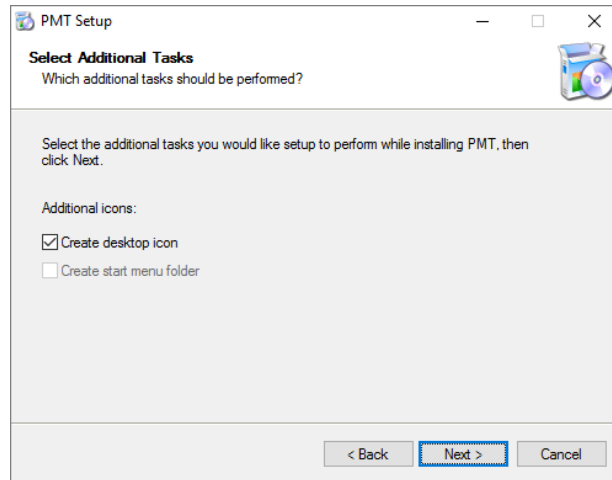 PMT Setup
Select Additional Tasks
Which additional tasks should be performed?
Select the additional tasks you would like setup to perform while installing PMT, then
click Next.
Additional icons:
Create desktop icon
Create start menu folder
< Back Next > Cancel